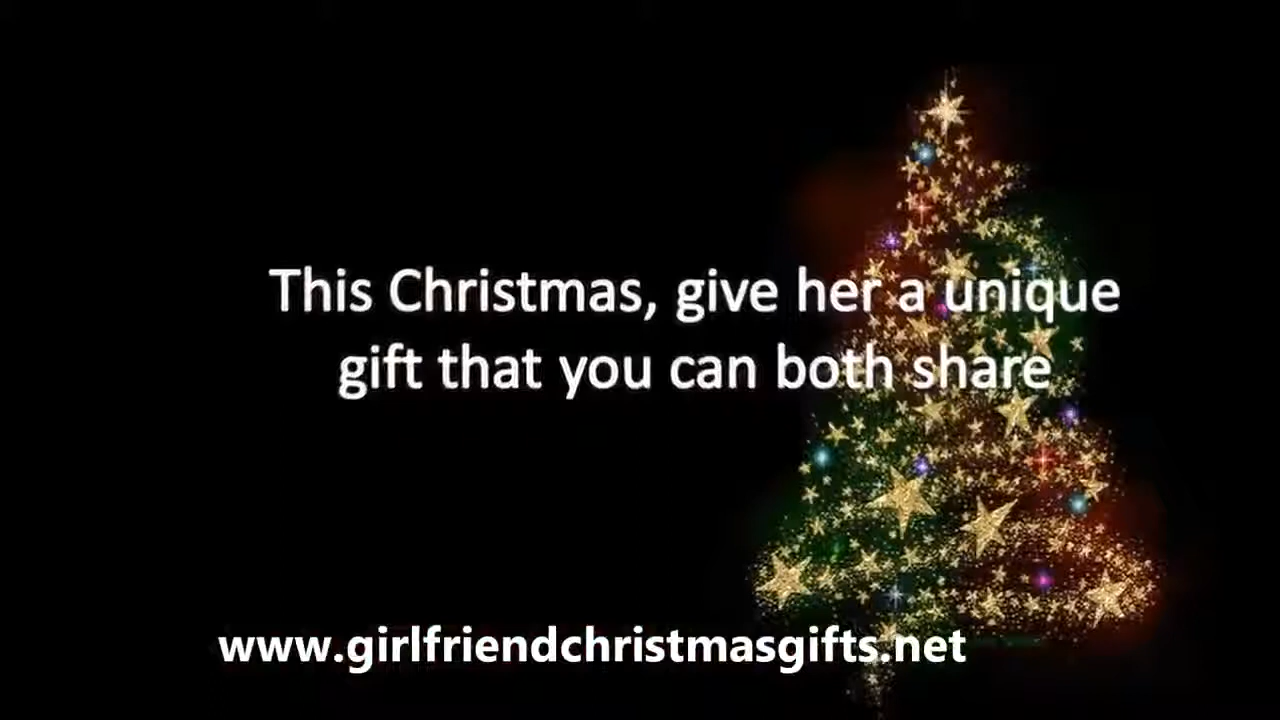 This Christmas, give her a unique
gift that you can both share
www.girlfriendchristmasgifts.net